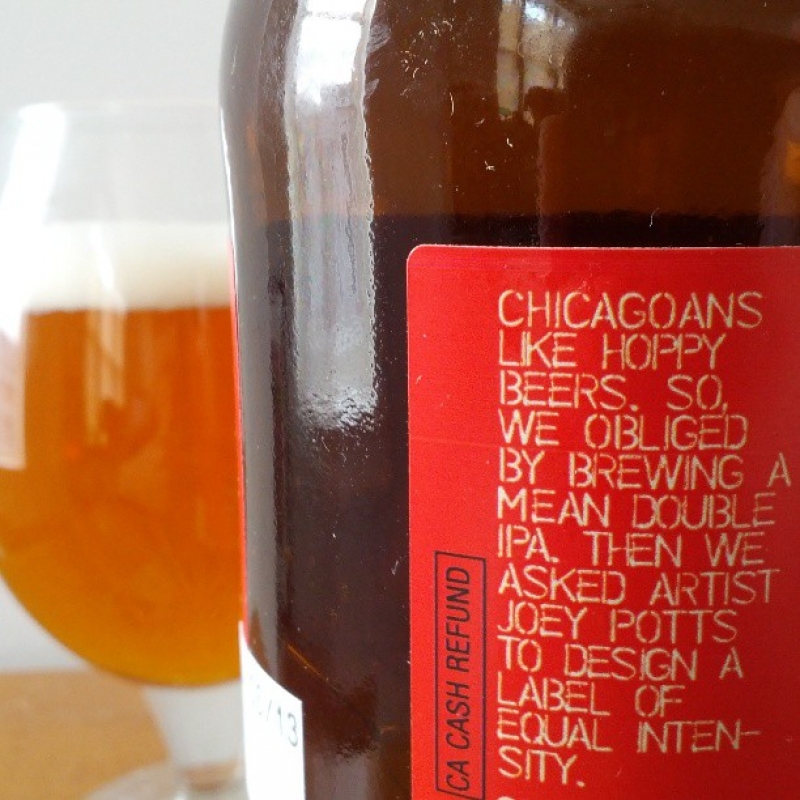 CHICAGOANS
LIKE HOPPY
BEERS. SO,
WE OBLIGED
BY BREWING A
MEAN DOUBLE
IPA. THEN WE
ASKED ARTIST
JOEY POTTS
TO DESIGN A
LABEL OF
EQUAL INTEN-
SITY.
CA CASH REFUND